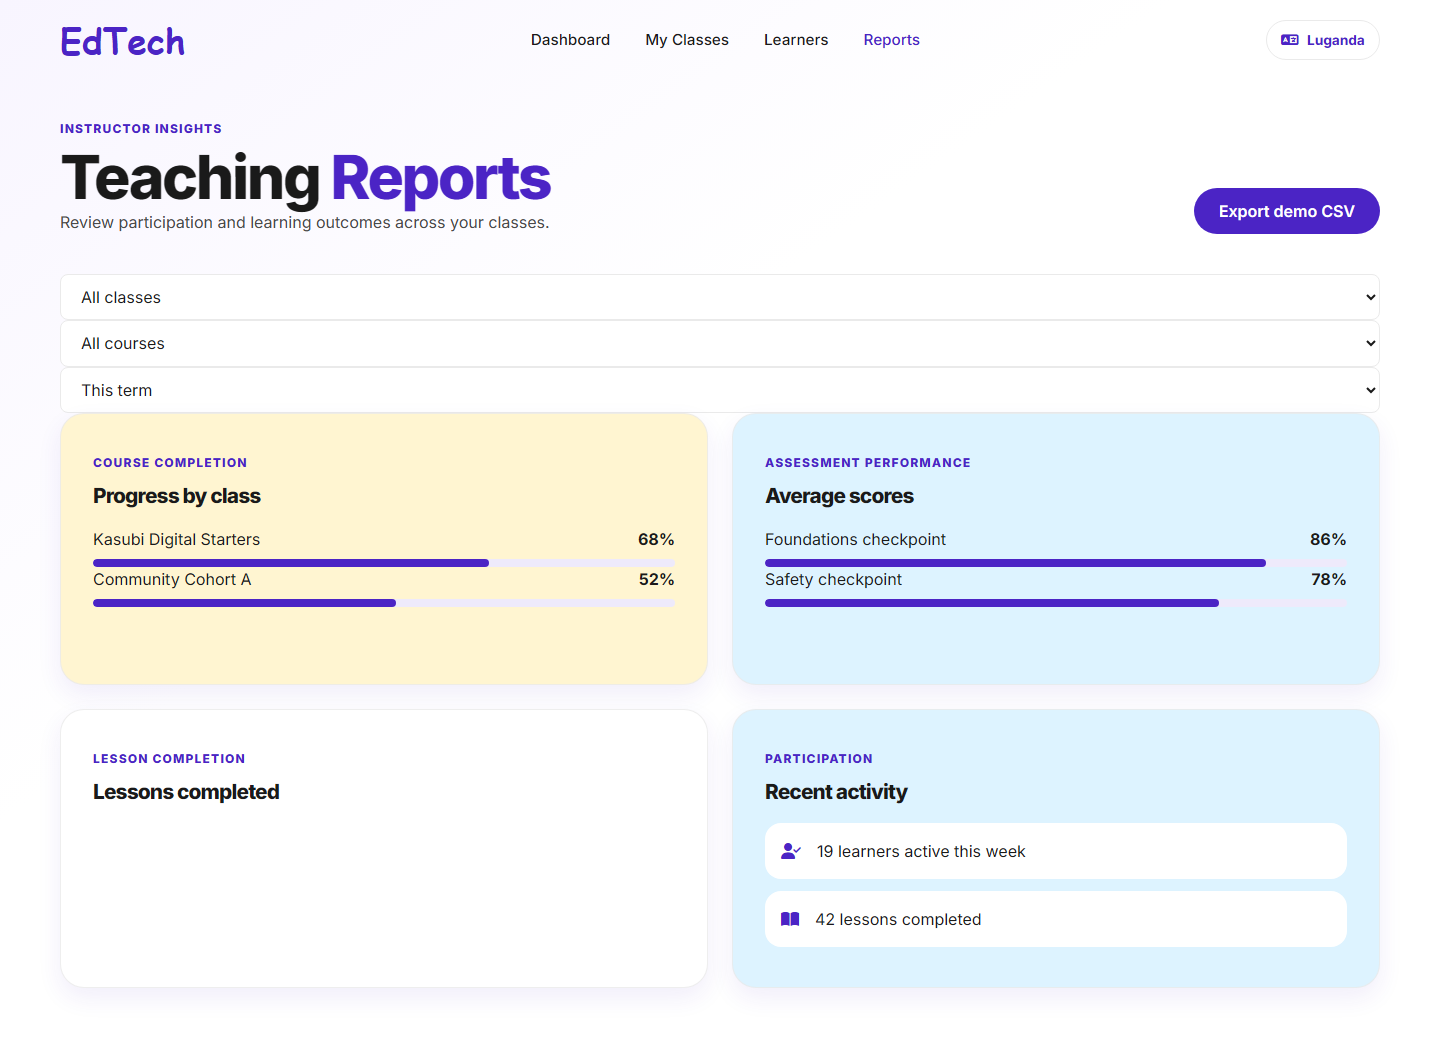 EdTech
Dashboard
My Classes
Learners
Reports
Luganda
INSTRUCTOR INSIGHTS
Teaching Reports
Review participation and learning outcomes across your classes.
Export demo CSV
All classes
All courses
This term
COURSE COMPLETION
Progress by class
Kasubi Digital Starters 68%
Community Cohort A 52%
ASSESSMENT PERFORMANCE
Average scores
Foundations checkpoint 86%
Safety checkpoint 78%
LESSON COMPLETION
Lessons completed
PARTICIPATION
Recent activity
19 learners active this week
42 lessons completed